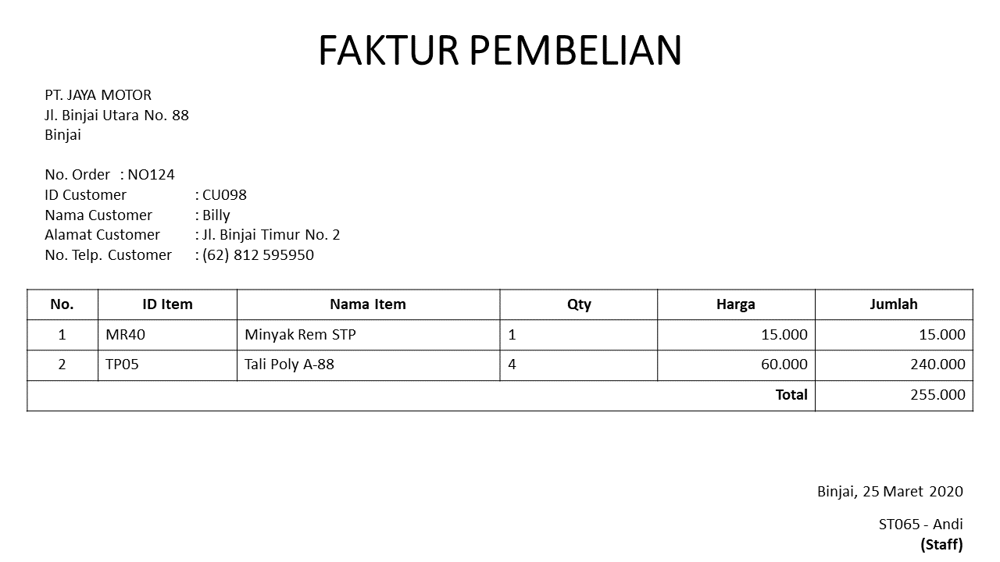 FAKTUR PEMBELIAN
PT. JAYA MOTOR
Jl. Binjai Utara No. 88
Binjai
No. Order : NO124
ID Customer : CU098
Nama Customer : Billy
Alamat Customer : Jl. Binjai Timur No. 2
No. Telp. Customer : (62) 812 595950
No. ID Item Nama Item Qty Harga Jumlah
1 MR40 Minyak Rem STP 1 15.000 15.000
2 TP05 Tali Poly A-88 4 60.000 240.000
Total 255.000
Binjai, 25 Maret 2020
ST065 - Andi
(Staff)